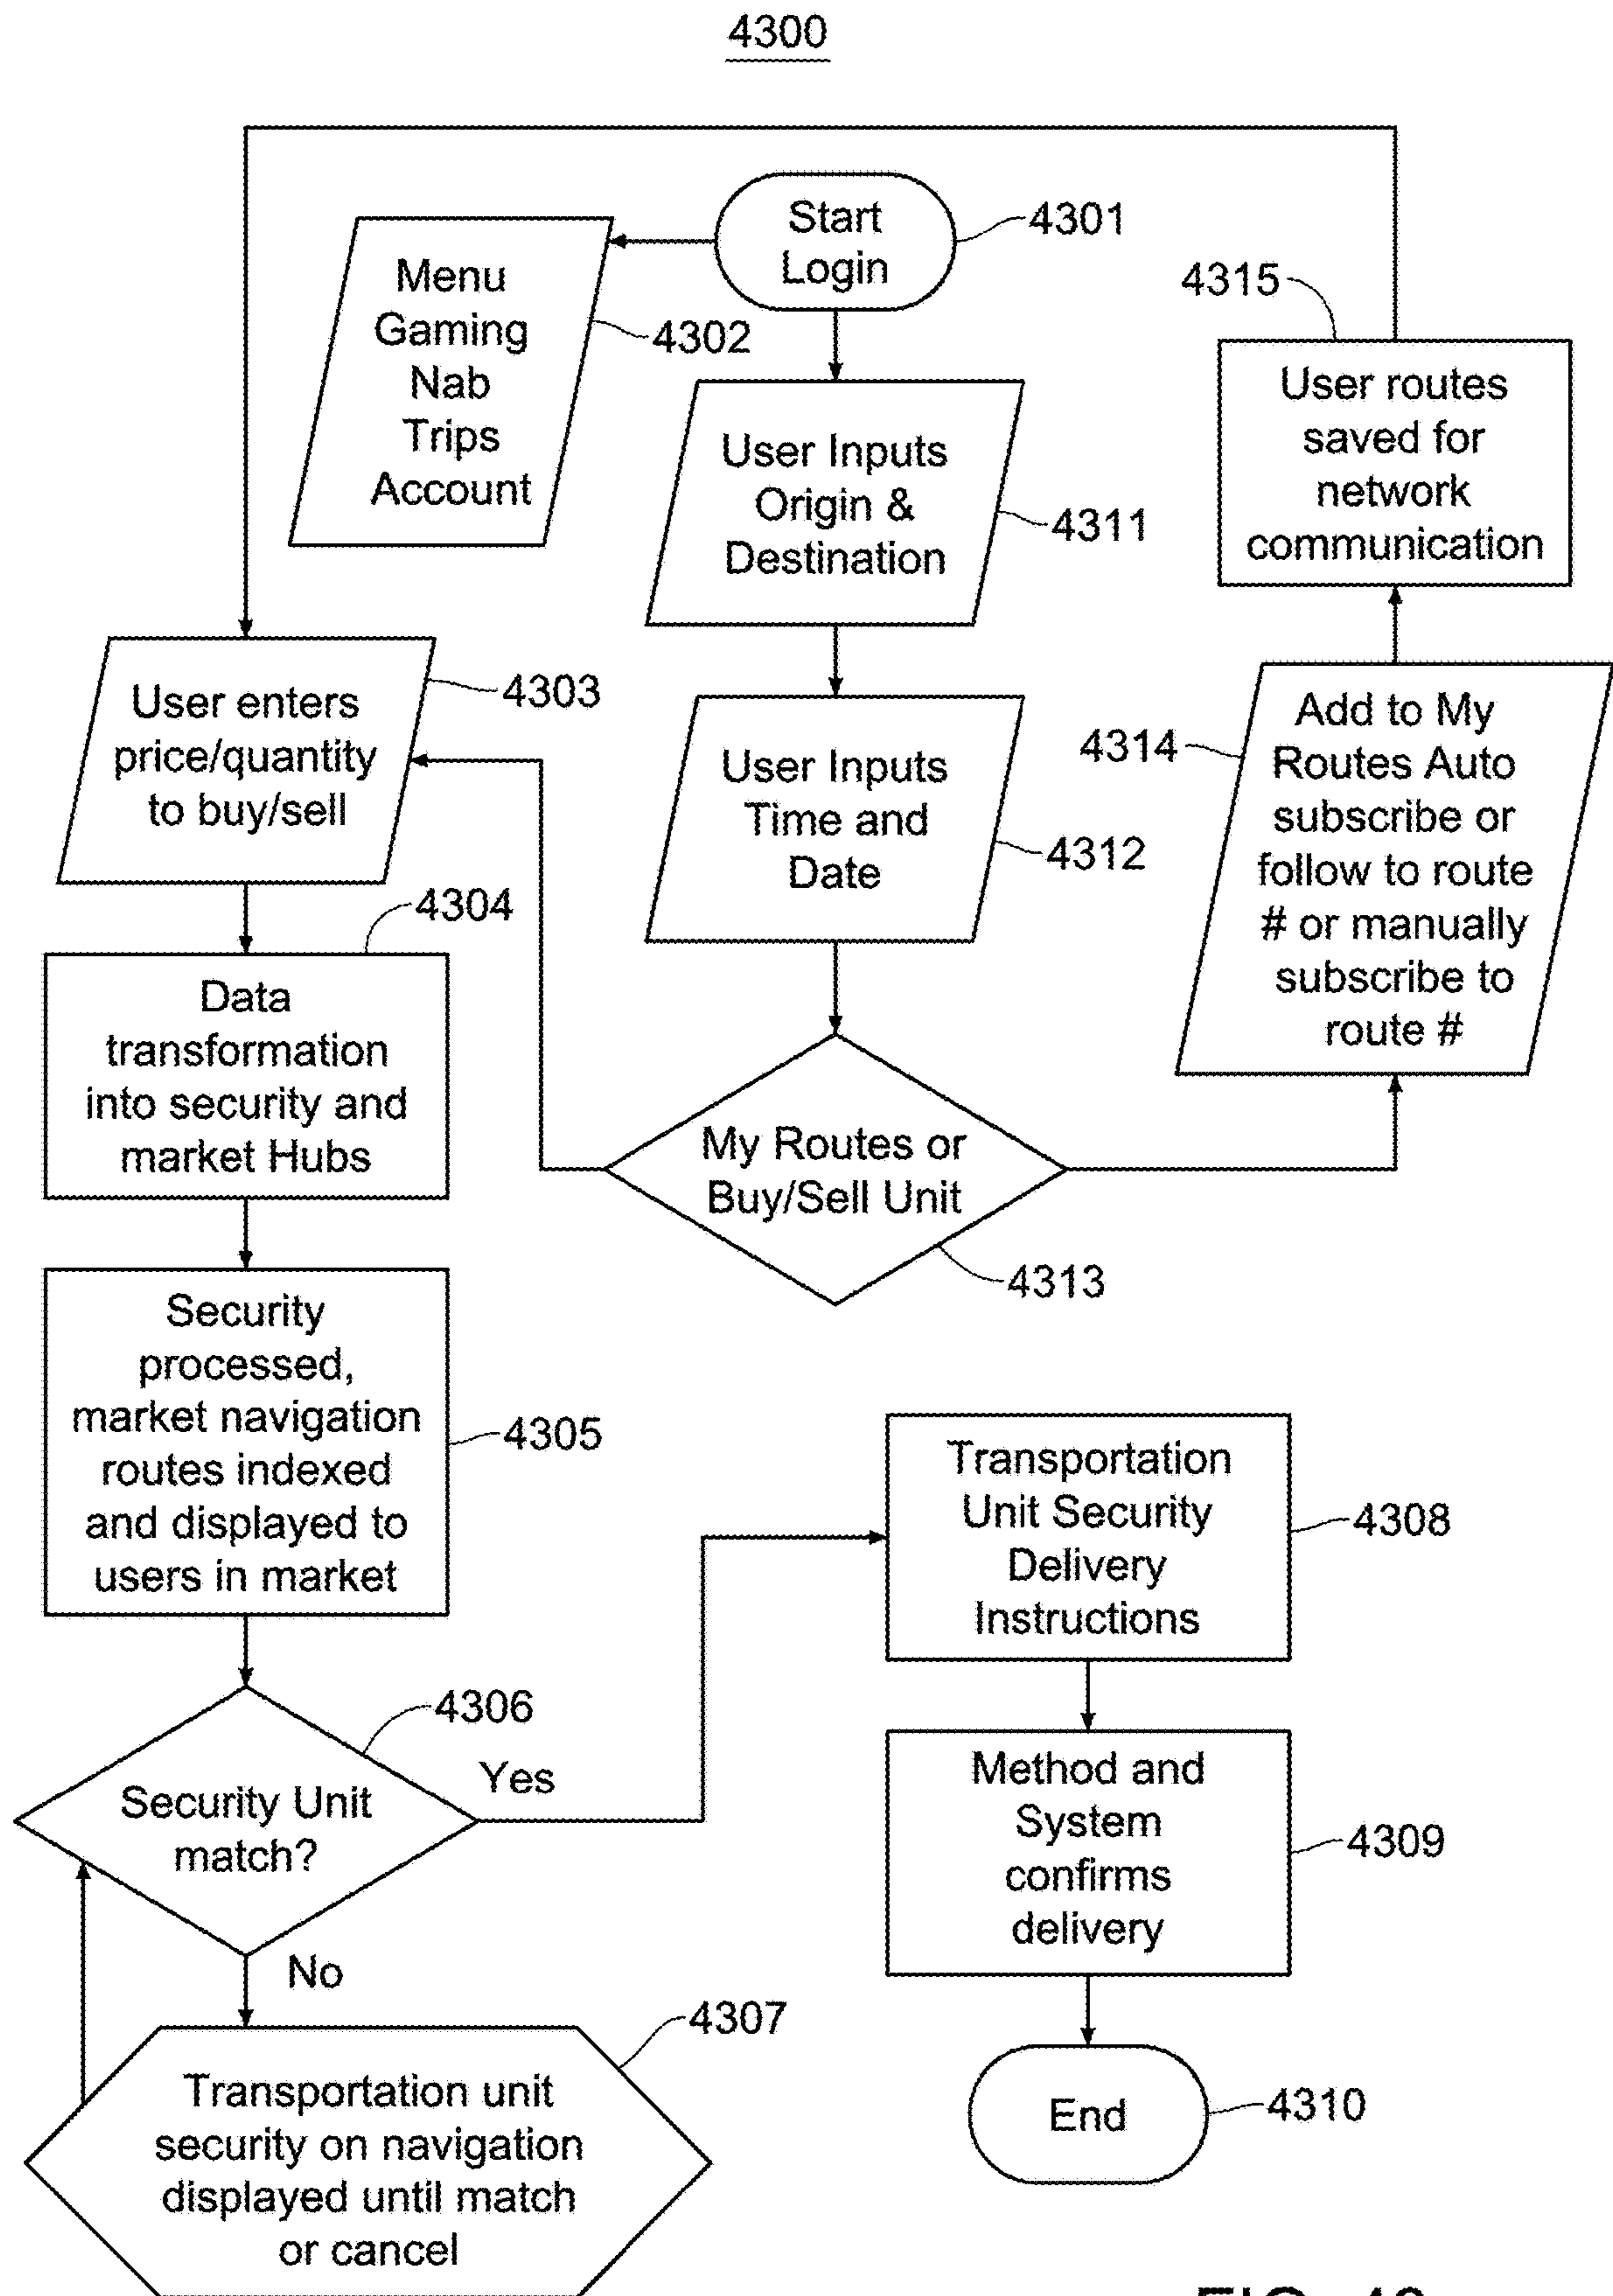 4300
Start
Login
4301
Menu
Gaming
Nab
Trips
Account
4302
4315
User routes
saved for
network
communication
User Inputs
Origin &
Destination
4311
User enters
price/quantity
to buy/sell
4303
User Inputs
Time and
Date
4312
4314
Add to My
Routes Auto
subscribe or
follow to route
# or manually
subscribe to
route #
4304
Data
transformation
into security and
market Hubs
My Routes or
Buy/Sell Unit
4313
Security
processed,
market navigation
routes indexed
and displayed to
users in market
4305
Transportation
Unit Security
Delivery
Instructions
4308
4306
Security Unit
match?
Yes
No
Method and
System
confirms
delivery
4309
4307
Transportation unit
security on navigation
displayed until match
or cancel
End
4310